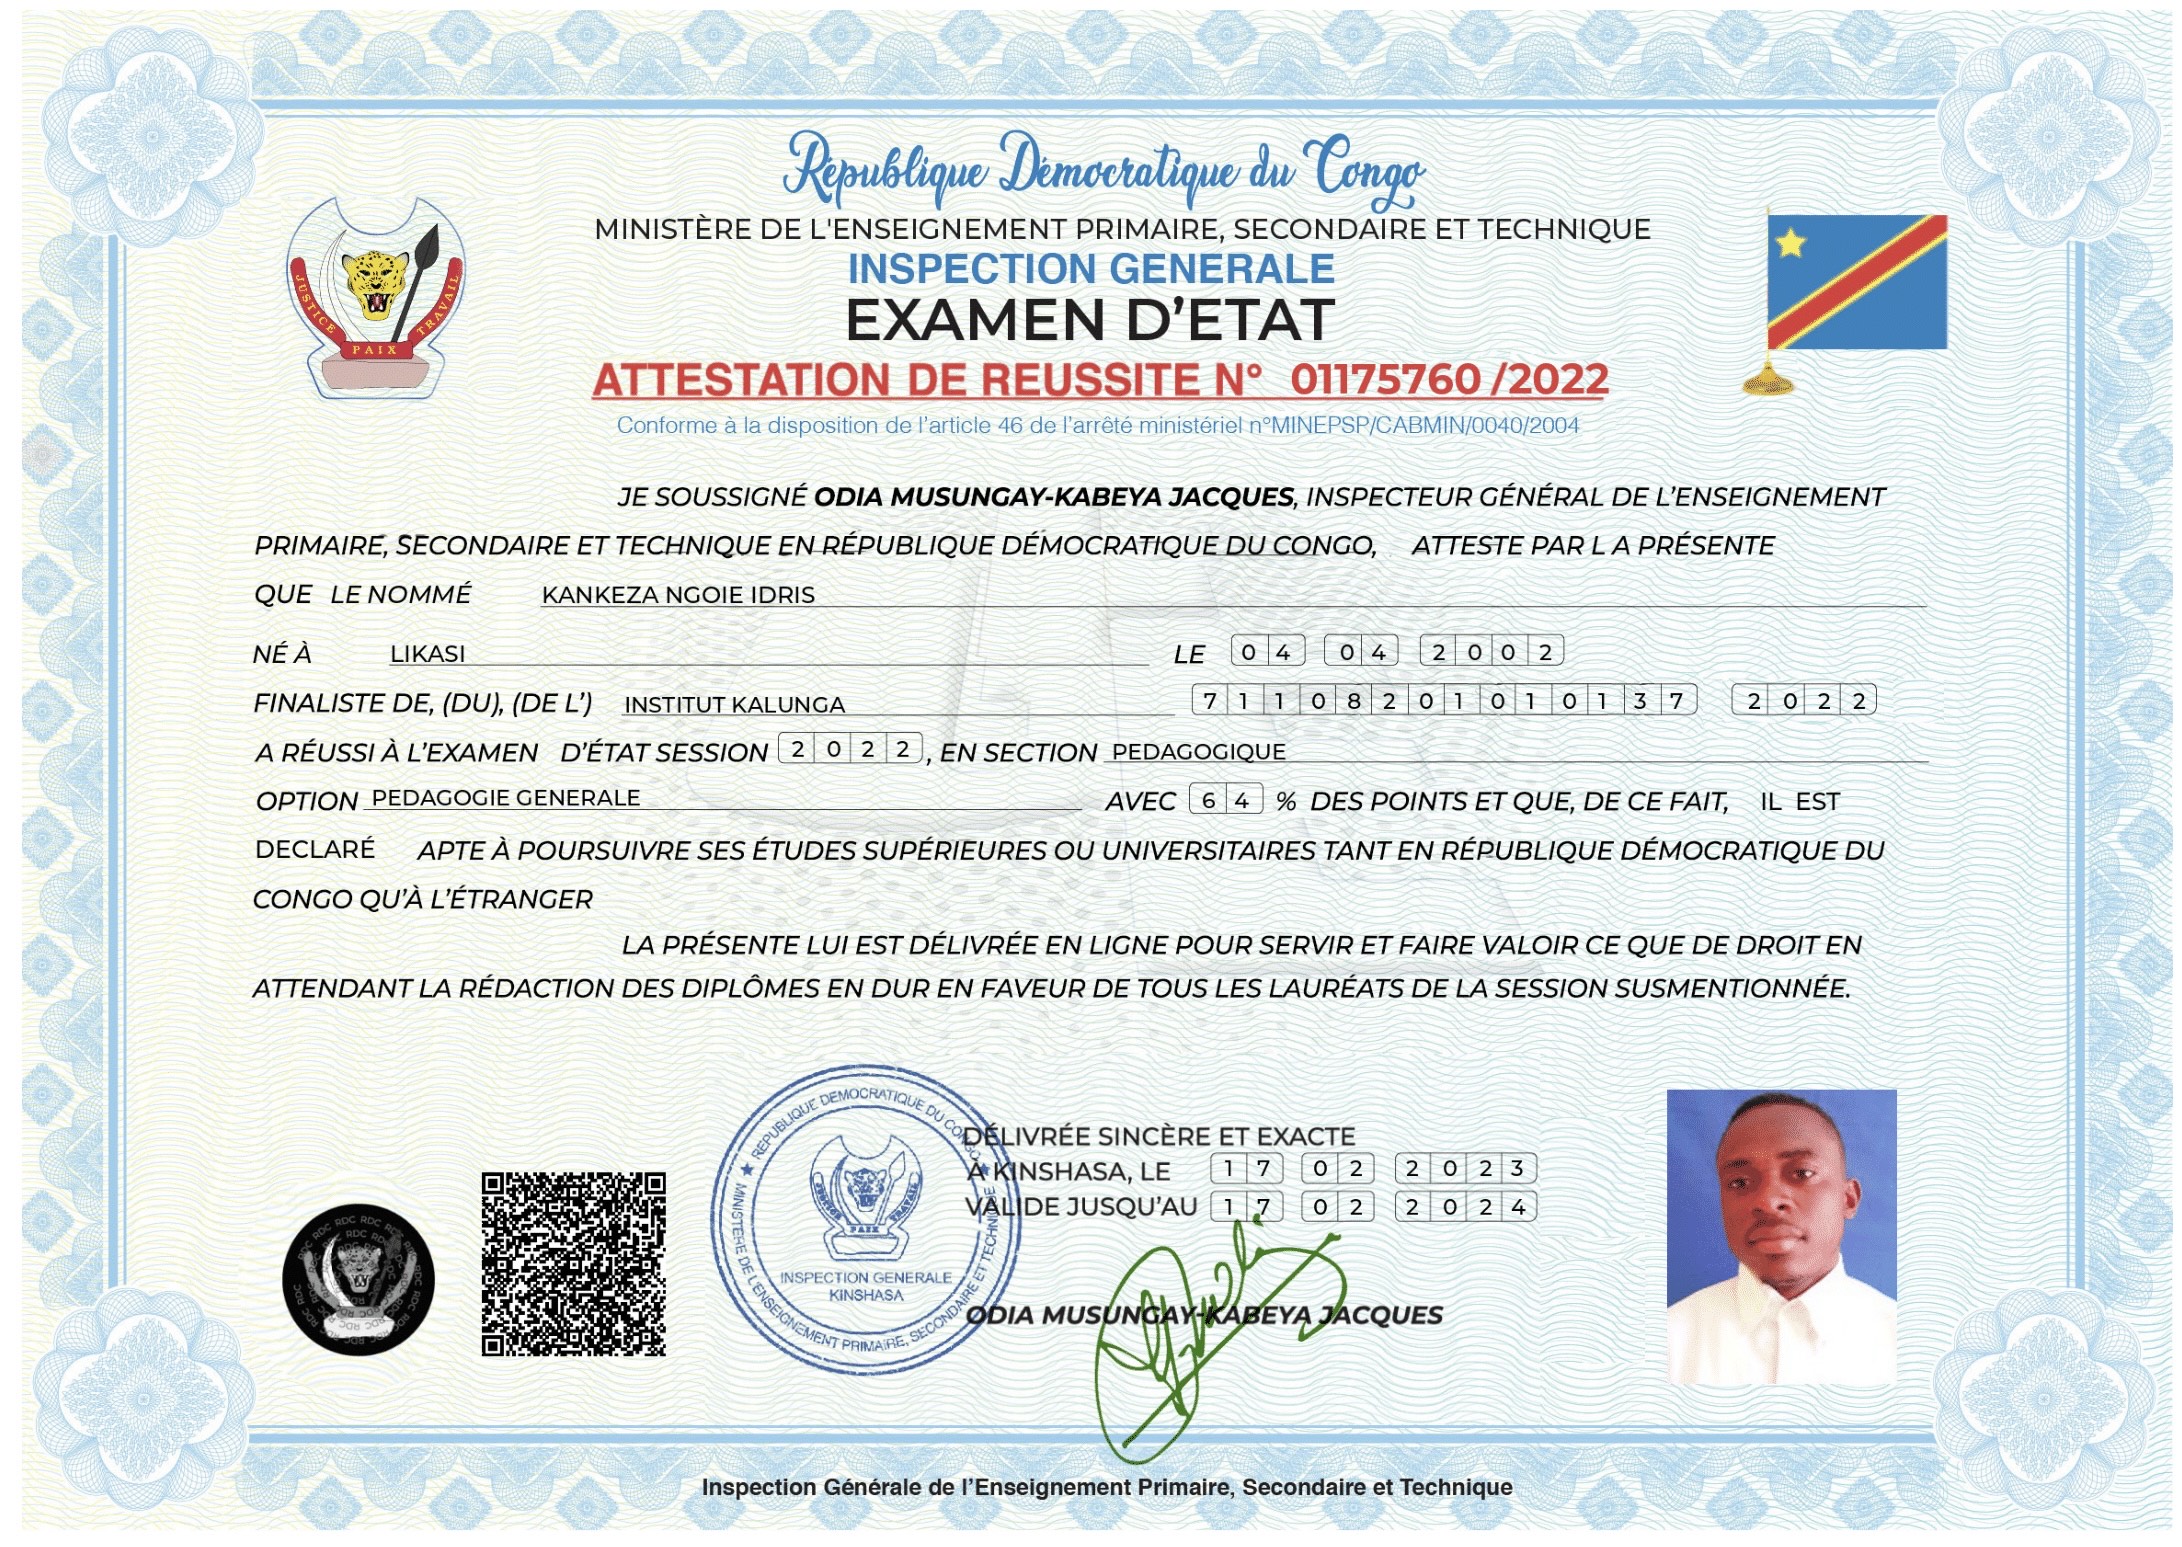 République Démocratique du Congo
MINISTÈRE DE L'ENSEIGNEMENT PRIMAIRE, SECONDAIRE ET TECHNIQUE
INSPECTION GENERALE
EXAMEN D'ETAT
ATTESTATION DE REUSSITE N° 01175760 /2022
Conforme à la disposition de l'article 46 de l'arrêté ministériel n°MINEPSP/CABMIN/0040/2004
JUSTICE PAIX TRAVAIL
JE SOUSSIGNÉ ODIA MUSUNGAY-KABEYA JACQUES, INSPECTEUR GÉNÉRAL DE L'ENSEIGNEMENT
PRIMAIRE, SECONDAIRE ET TECHNIQUE EN RÉPUBLIQUE DÉMOCRATIQUE DU CONGO, ATTESTE PAR L A PRÉSENTE
QUE LE NOMMÉ KANKEZA NGOIE IDRIS
NÉ À LIKASI LE 04 04 2002
FINALISTE DE, (DU), (DE L') INSTITUT KALUNGA 71108201010137 2022
A RÉUSSI À L'EXAMEN D'ÉTAT SESSION 2022, EN SECTION PEDAGOGIQUE
OPTION PEDAGOGIE GENERALE AVEC 64 % DES POINTS ET QUE, DE CE FAIT, IL EST
DECLARÉ APTE À POURSUIVRE SES ÉTUDES SUPÉRIEURES OU UNIVERSITAIRES TANT EN RÉPUBLIQUE DÉMOCRATIQUE DU
CONGO QU'À L'ÉTRANGER
LA PRÉSENTE LUI EST DÉLIVRÉE EN LIGNE POUR SERVIR ET FAIRE VALOIR CE QUE DE DROIT EN
ATTENDANT LA RÉDACTION DES DIPLÔMES EN DUR EN FAVEUR DE TOUS LES LAURÉATS DE LA SESSION SUSMENTIONNÉE.
RDC RDC RDC RDC
REPUBLIQUE DEMOCRATIQUE DU CONGO
MINISTERE DE L'ENSEIGNEMENT PRIMAIRE, SECONDAIRE ET TECHNIQUE
JUSTICE PAIX TRAVAIL
INSPECTION GENERALE
KINSHASA
DÉLIVRÉE SINCÈRE ET EXACTE
À KINSHASA, LE 17 02 2023
VALIDE JUSQU'AU 17 02 2024
ODIA MUSUNGAY-KABEYA JACQUES
Inspection Générale de l'Enseignement Primaire, Secondaire et Technique